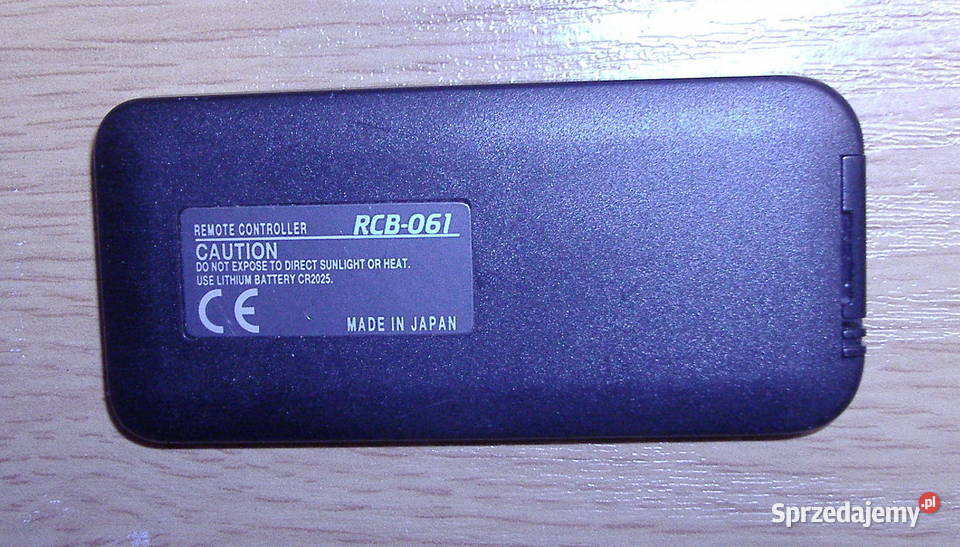 REMOTE CONTROLLER RCB-061
CAUTION
DO NOT EXPOSE TO DIRECT SUNLIGHT OR HEAT.
USE LITHIUM BATTERY CR2025.
CE
MADE IN JAPAN
Sprzedajemy.pl